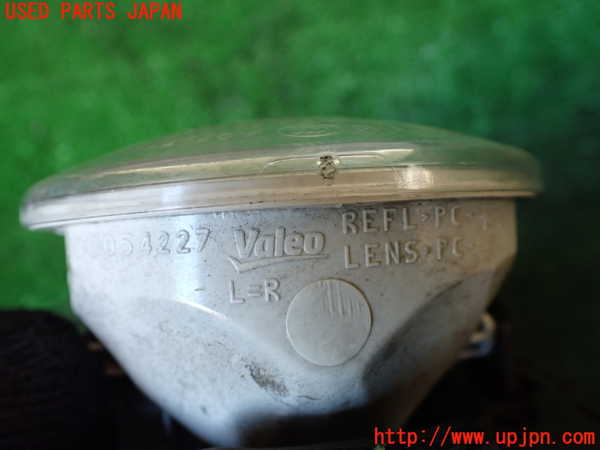 USED PARTS JAPAN
054227 Valeo REFL>PC-
LENS>PC
L=R
http://www.upjpn.com/